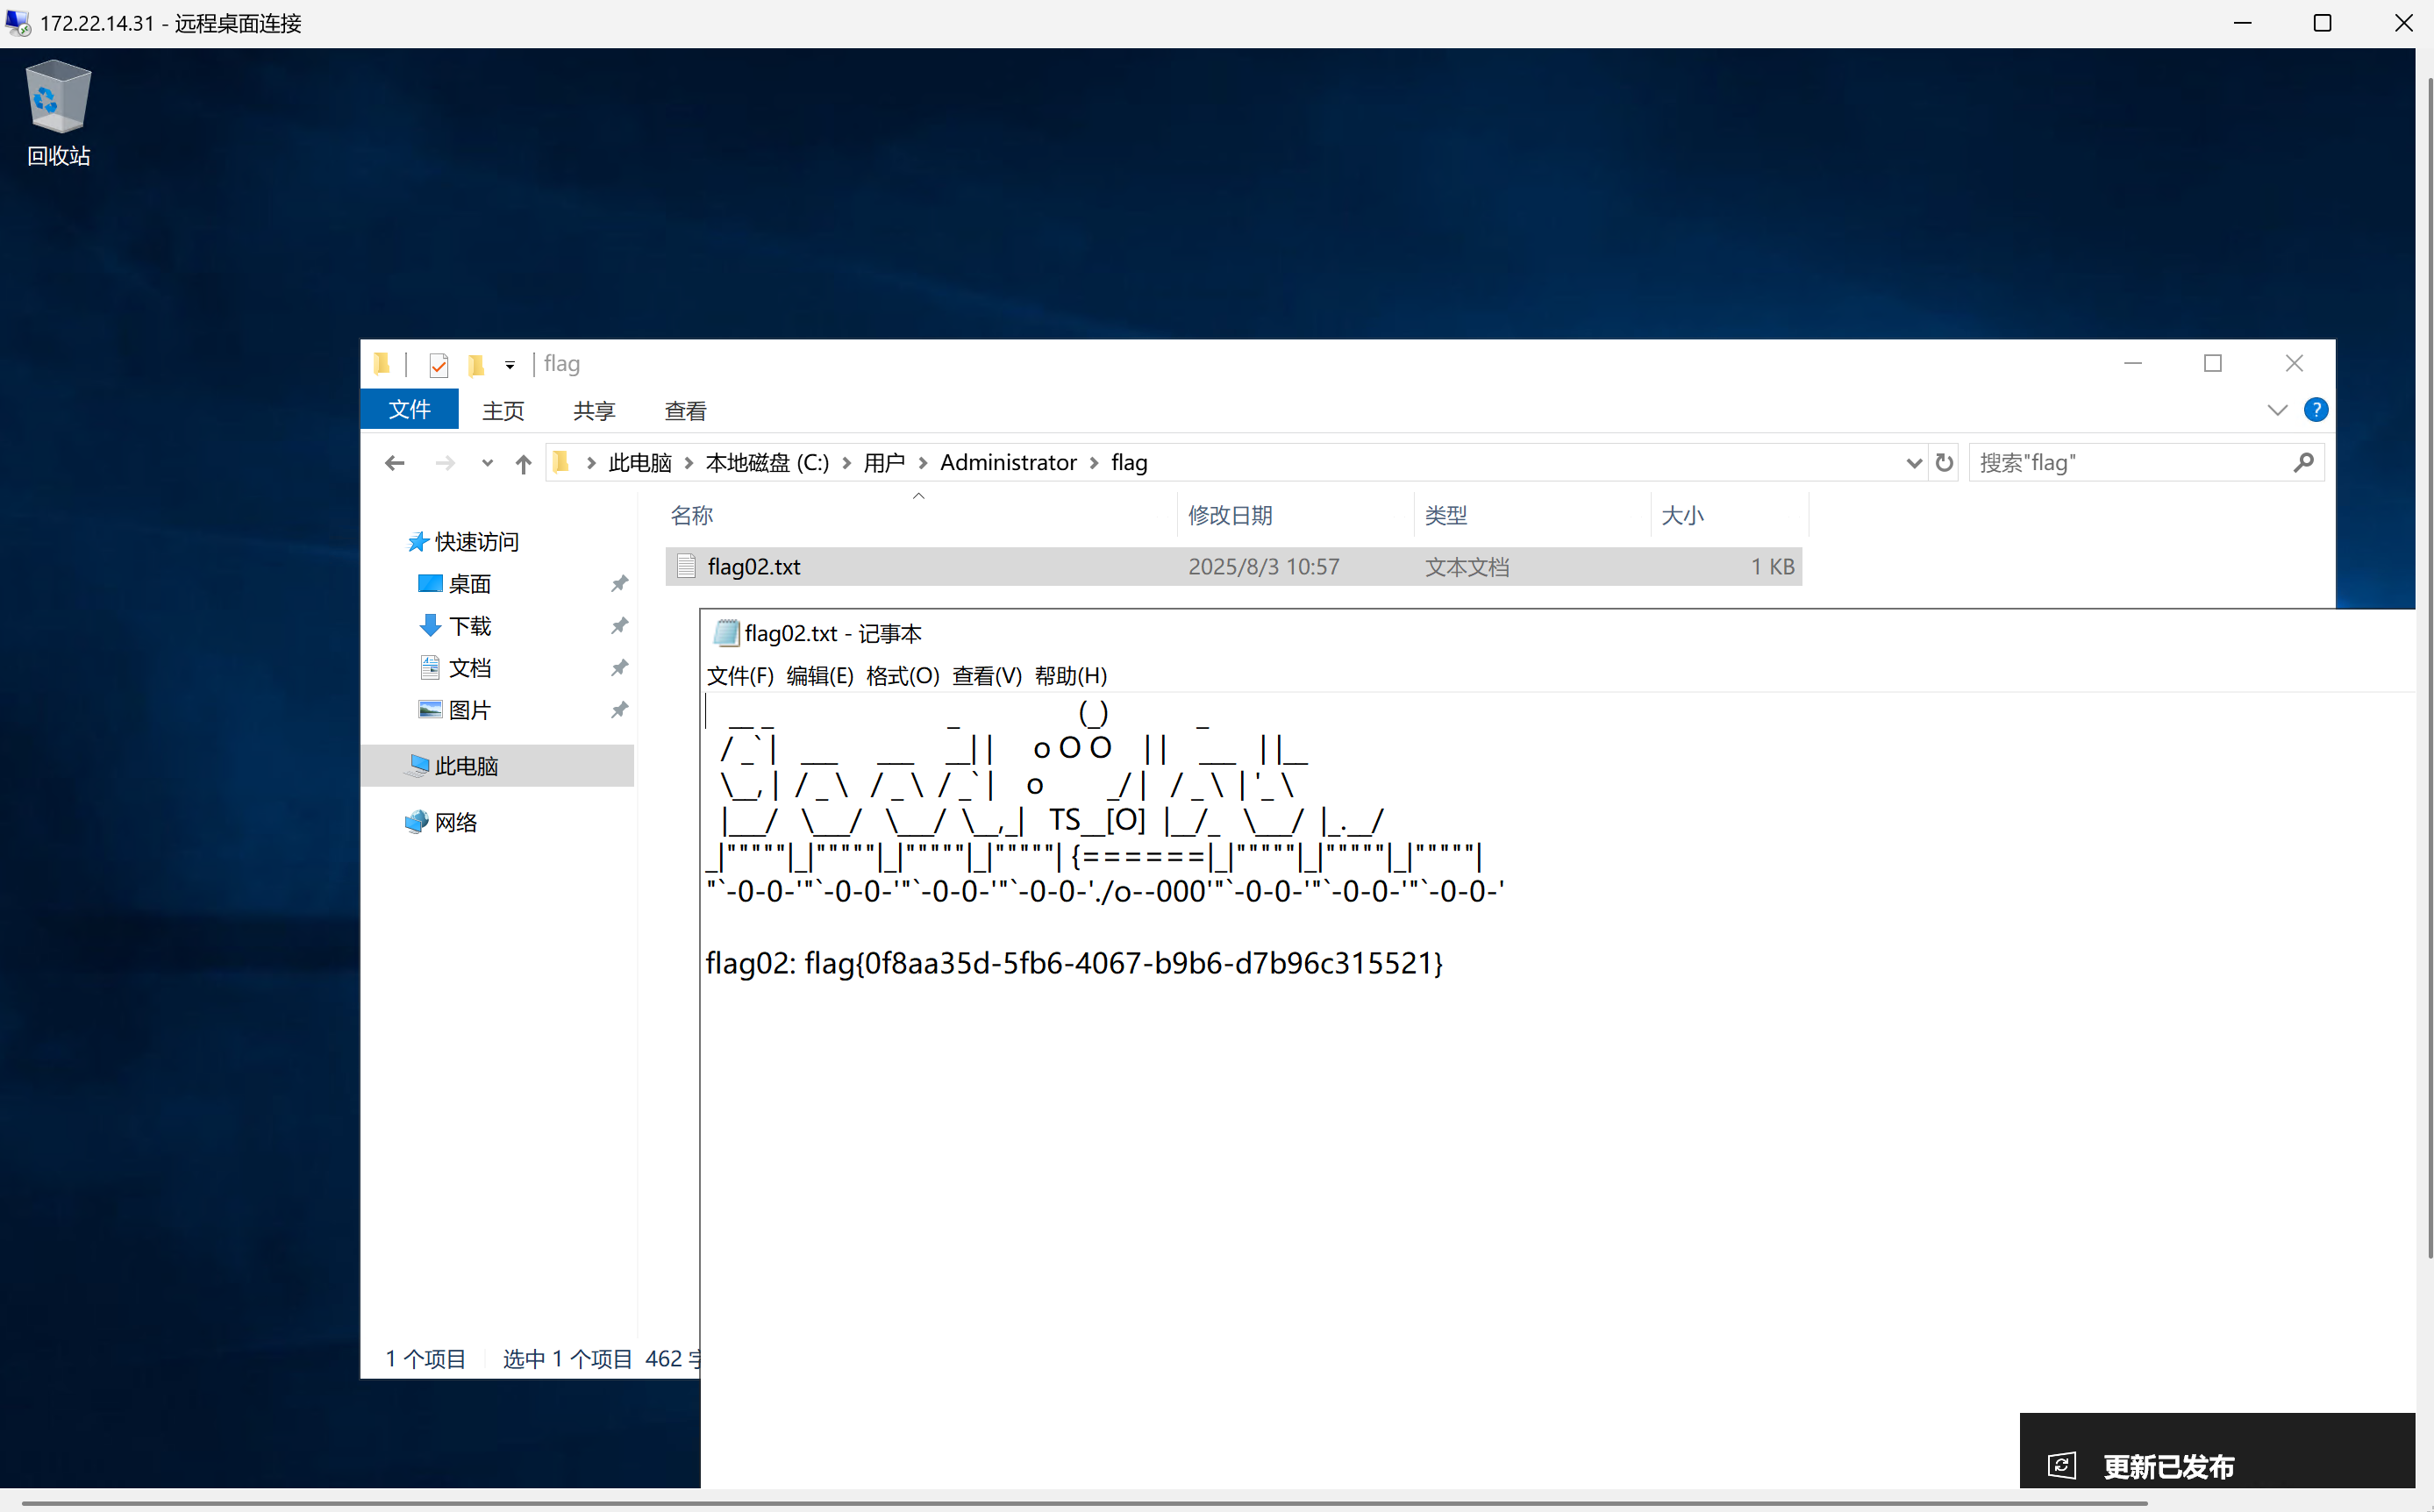 172.22.14.31 - 远程桌面连接
回收站
flag
文件 主页 共享 查看
此电脑 本地磁盘 (C:) 用户 Administrator flag 搜索"flag"
名称 修改日期 类型 大小
快速访问
桌面
下载
文档
图片
此电脑
网络
flag02.txt 2025/8/3 10:57 文本文档 1 KB
flag02.txt - 记事本
文件(F) 编辑(E) 格式(O) 查看(V) 帮助(H)
   __ _                      _               (_)           _
  / _` |   ___     ___    __| |     o O O    | |    ___   | |__
  \__, |  / _ \   / _ \  / _` |    o        _/ |   / _ \  | '_ \
  |___/   \___/   \___/  \__,_|   TS__[O]  |__/_   \___/  |_.__/
_|"""""|_|"""""|_|"""""|_|"""""| {======|_|"""""|_|"""""|_|"""""|
"`-0-0-'"`-0-0-'"`-0-0-'"`-0-0-'./o--000'"`-0-0-'"`-0-0-'"`-0-0-'
flag02: flag{0f8aa35d-5fb6-4067-b9b6-d7b96c315521}
1 个项目 选中 1 个项目 462
更新已发布